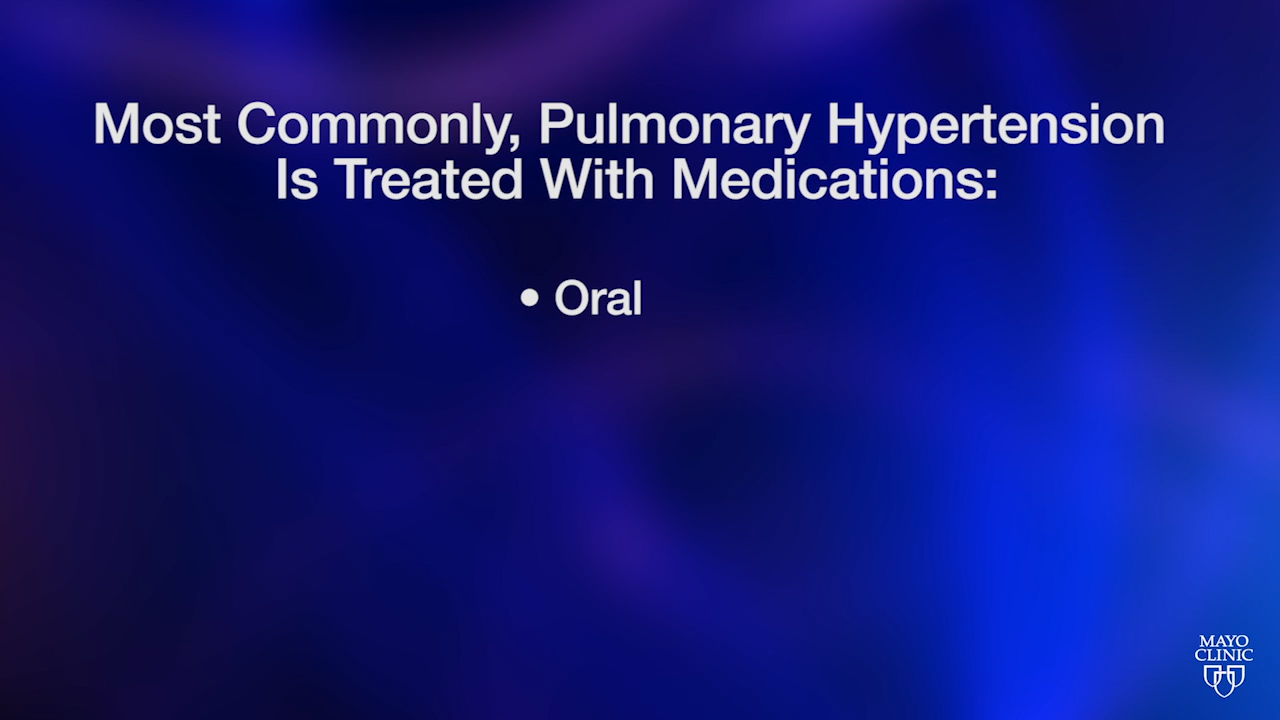 Most Commonly, Pulmonary Hypertension
Is Treated With Medications:
• Oral
MAYO
CLINIC